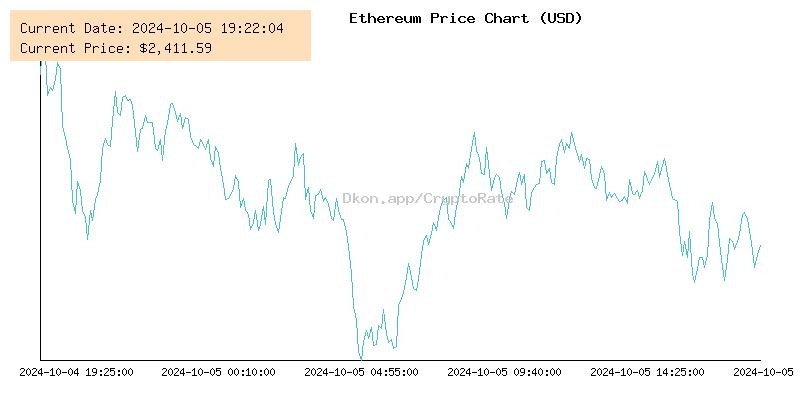 Ethereum Price Chart (USD)
Current Date: 2024-10-05 19:22:04
Current Price: $2,411.59
Dkon.app/CryptoRate
2024-10-04 19:25:00
2024-10-05 00:10:00
2024-10-05 04:55:00
2024-10-05 09:40:00
2024-10-05 14:25:00
2024-10-05